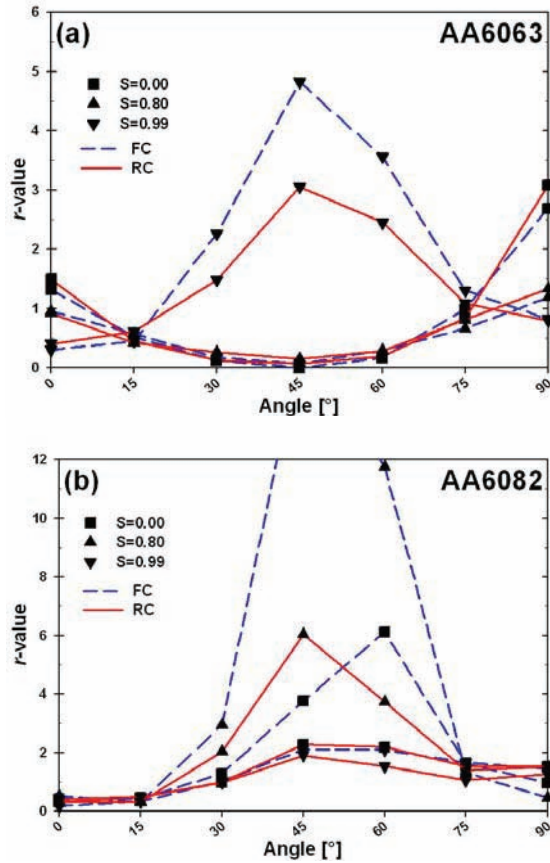 (a) AA6063
6
5
4
3
2
1
0
r-value
S=0.00
S=0.80
S=0.99
FC
RC
0 15 30 45 60 75 90
Angle [°]
(b) AA6082
12
10
8
6
4
2
0
r-value
S=0.00
S=0.80
S=0.99
FC
RC
0 15 30 45 60 75 90
Angle [°]